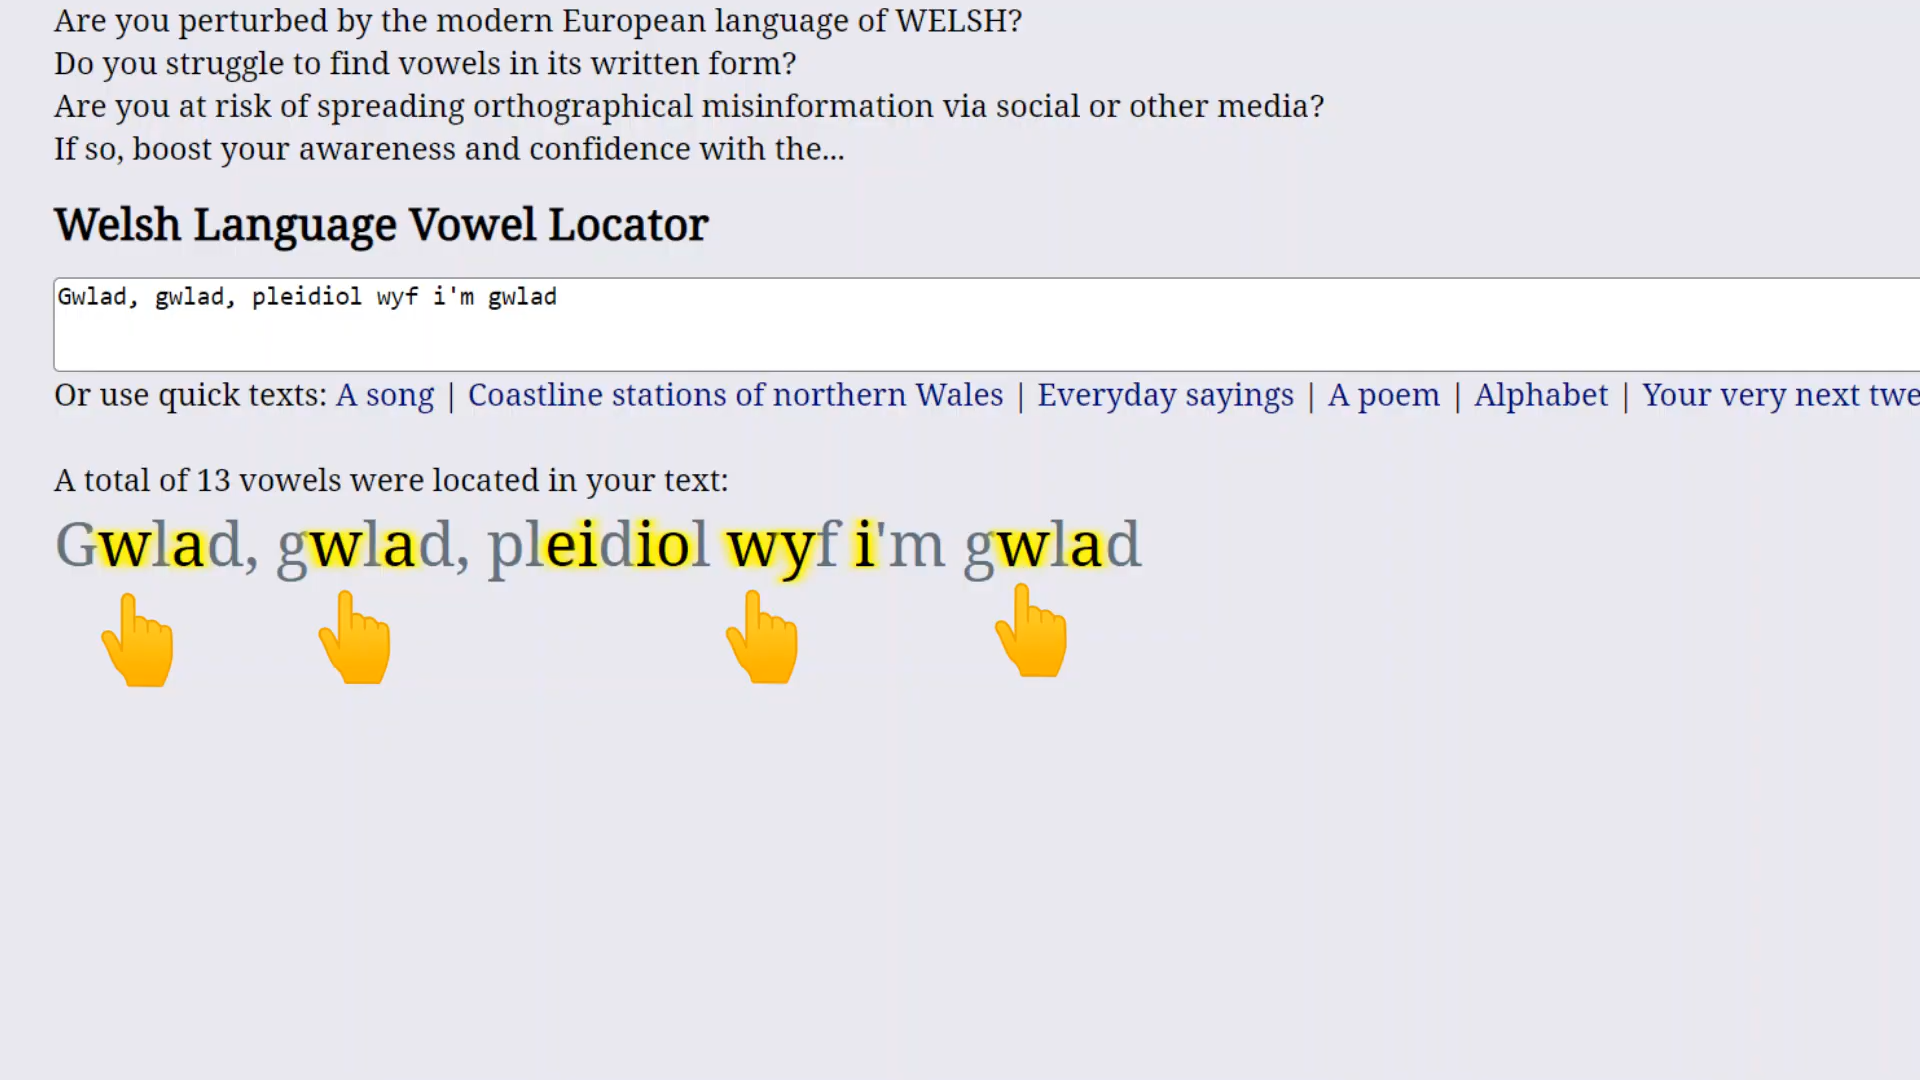 Are you perturbed by the modern European language of WELSH?
Do you struggle to find vowels in its written form?
Are you at risk of spreading orthographical misinformation via social or other media?
If so, boost your awareness and confidence with the...
Welsh Language Vowel Locator
Gwlad, gwlad, pleidiol wyf i'm gwlad
Or use quick texts: A song | Coastline stations of northern Wales | Everyday sayings | A poem | Alphabet | Your very next twe
A total of 13 vowels were located in your text:
Gwlad, gwlad, pleidiol wyf i'm gwlad